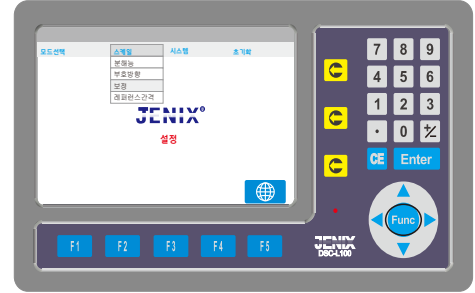 모드선택 스케일 시스템 초기화
분해능
부호방향
보정
레퍼런스간격
JENIX®
설정
7 8 9
4 5 6
1 2 3
· 0 +/-
CE Enter
Func
F1 F2 F3 F4 F5
JENIX
DSC-L100